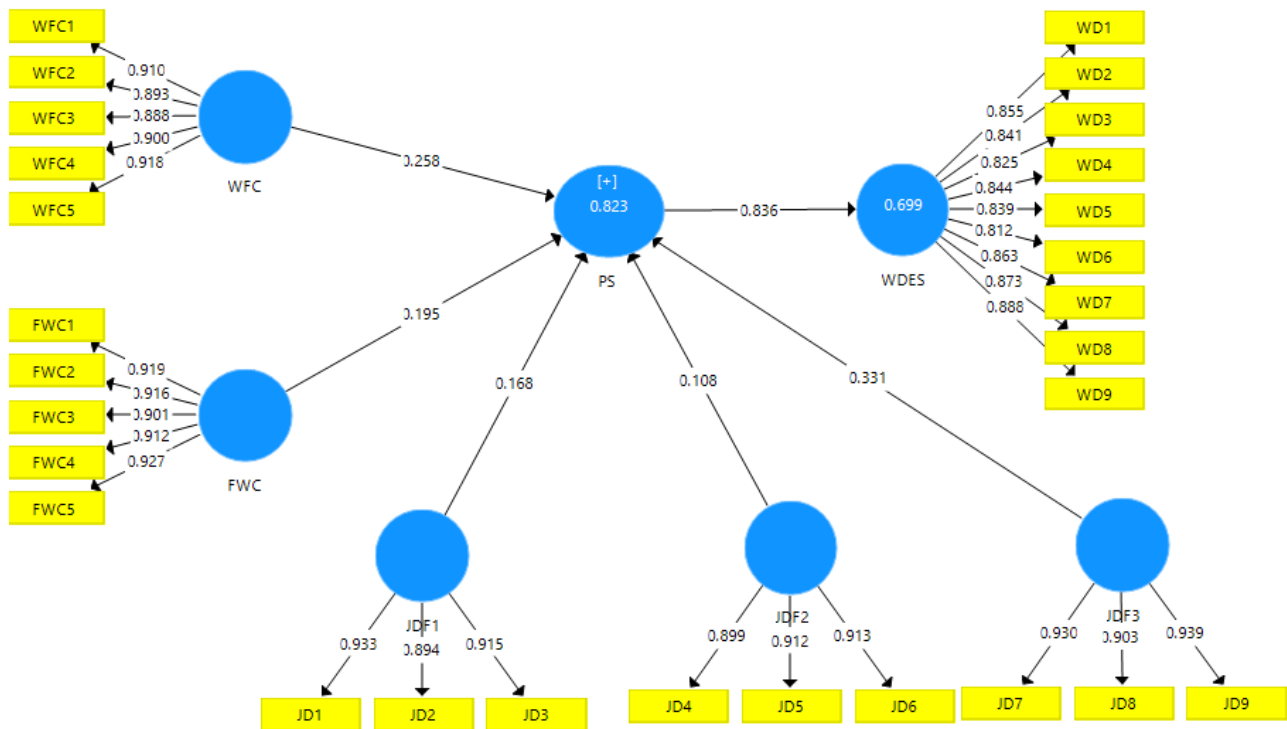 WFC1
WFC2
WFC3
WFC4
WFC5
0.910
0.893
0.888
0.900
0.918
WFC
0.258
[+]
0.823
PS
0.836
0.699
WDES
0.855
0.841
0.825
0.844
0.839
0.812
0.863
0.873
0.888
WD1
WD2
WD3
WD4
WD5
WD6
WD7
WD8
WD9
FWC1
FWC2
FWC3
FWC4
FWC5
0.919
0.916
0.901
0.912
0.927
FWC
0.195
0.168
0.108
0.331
JDF1
0.933
0.894
0.915
JD1
JD2
JD3
JDF2
0.899
0.912
0.913
JD4
JD5
JD6
JDF3
0.930
0.903
0.939
JD7
JD8
JD9